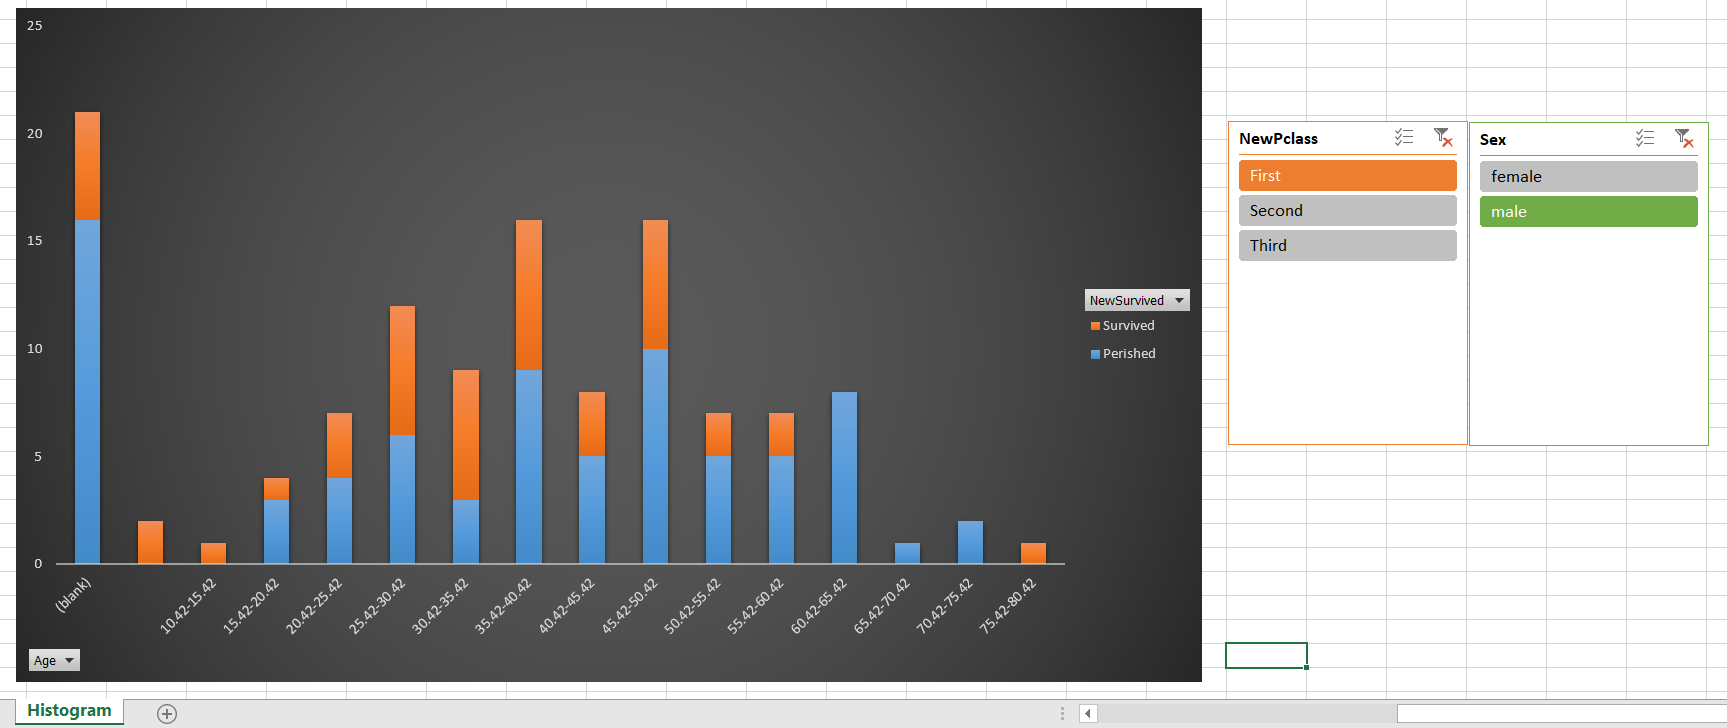 25
20
15
10
5
0
(blank)
10.42-15.42
15.42-20.42
20.42-25.42
25.42-30.42
30.42-35.42
35.42-40.42
40.42-45.42
45.42-50.42
50.42-55.42
55.42-60.42
60.42-65.42
65.42-70.42
70.42-75.42
75.42-80.42
Age
NewSurvived
Survived
Perished
NewPclass
First
Second
Third
Sex
female
male
Histogram